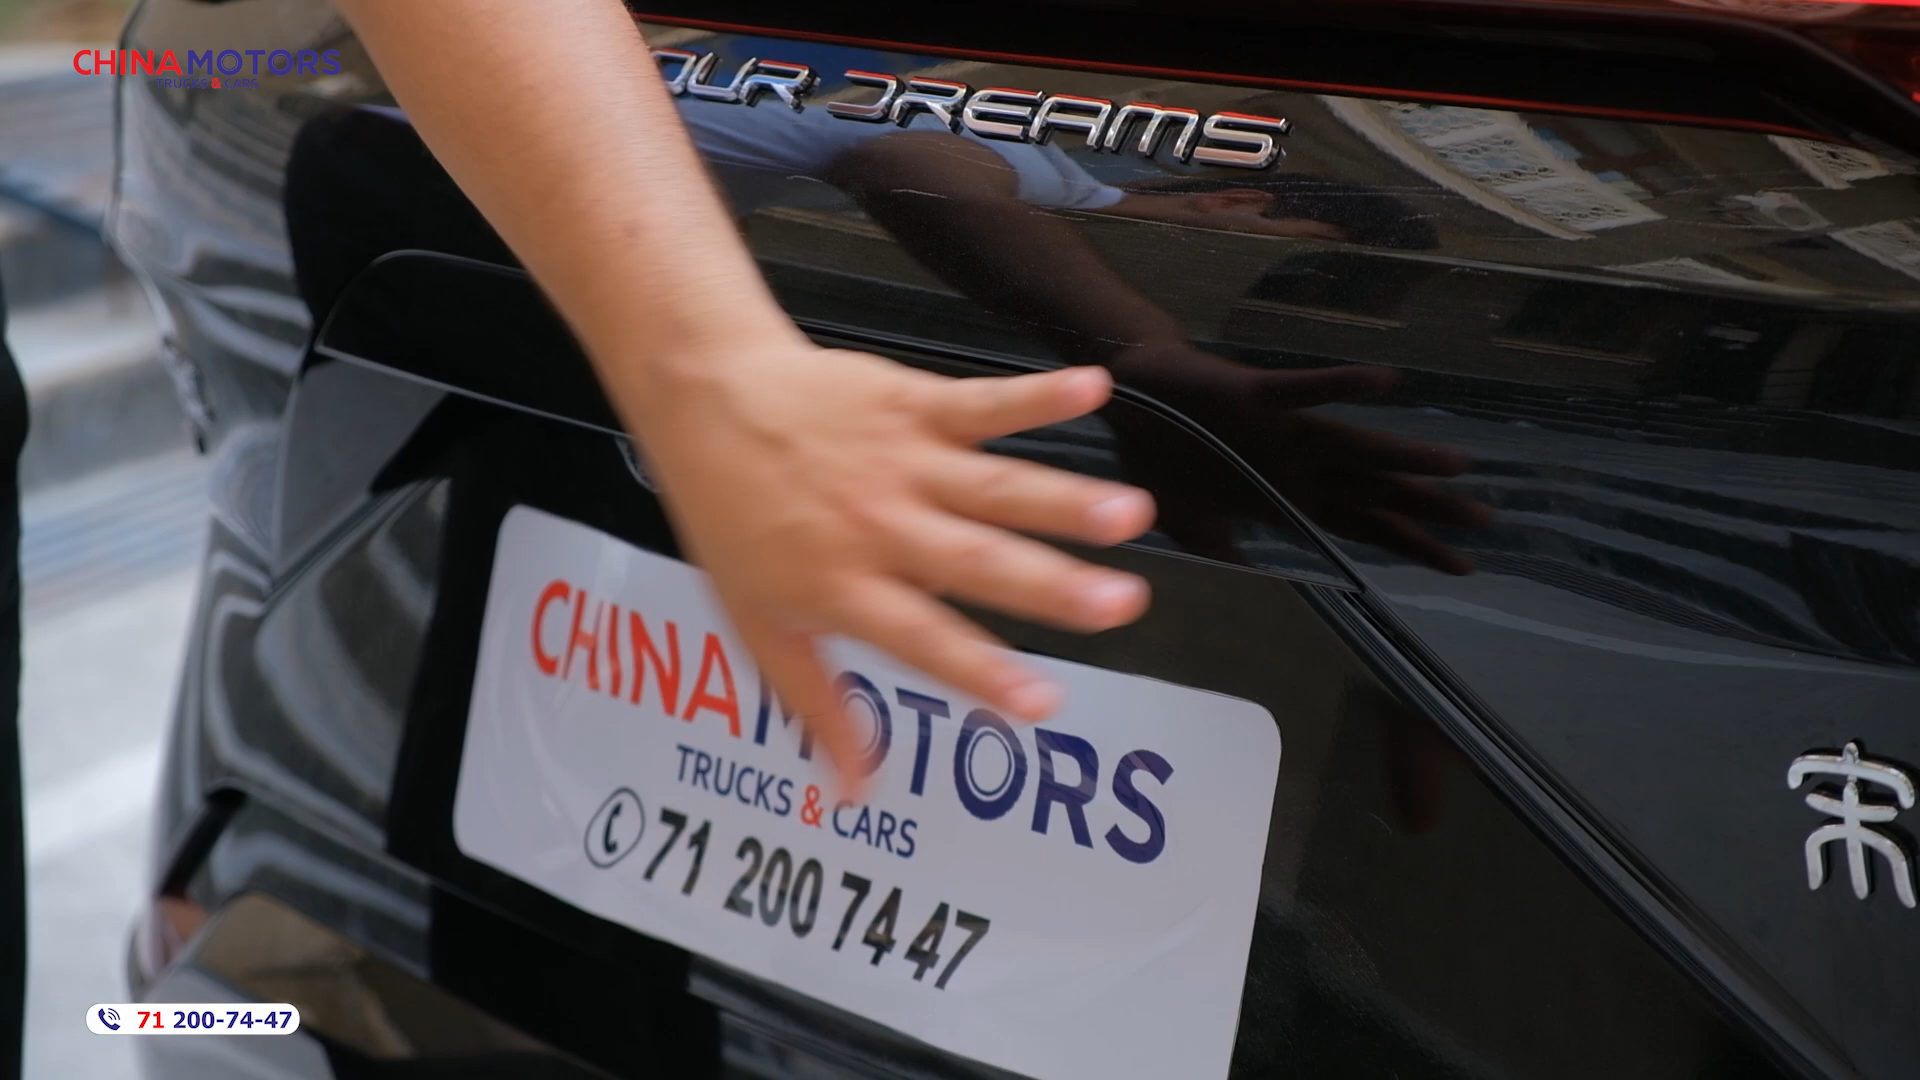 CHINAMOTORS
TRUCKS & CARS
OUR DREAMS
CHINAMOTORS
TRUCKS & CARS
71 200 74 47
宋
71 200-74-47